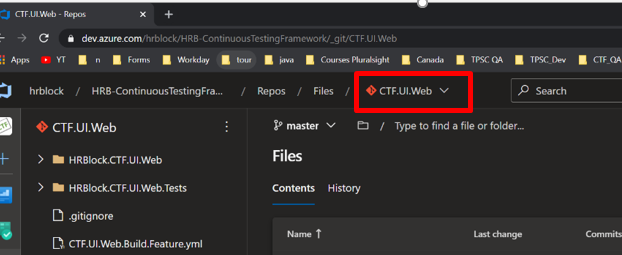 CTF.UI.Web - Repos
dev.azure.com/hrblock/HRB-ContinuousTestingFramework/_git/CTF.UI.Web
Apps YT n Forms Workday tour java Courses Pluralsight Canada TPSC QA TPSC_Dev CTF_QA
hrblock / HRB-ContinuousTestingFra... / Repos / Files / CTF.UI.Web Search
CTF.UI.Web
master / Type to find a file or folder...
HRBlock.CTF.UI.Web
Files
HRBlock.CTF.UI.Web.Tests
Contents History
.gitignore
Name ↑ Last change Commits
CTF.UI.Web.Build.Feature.yml